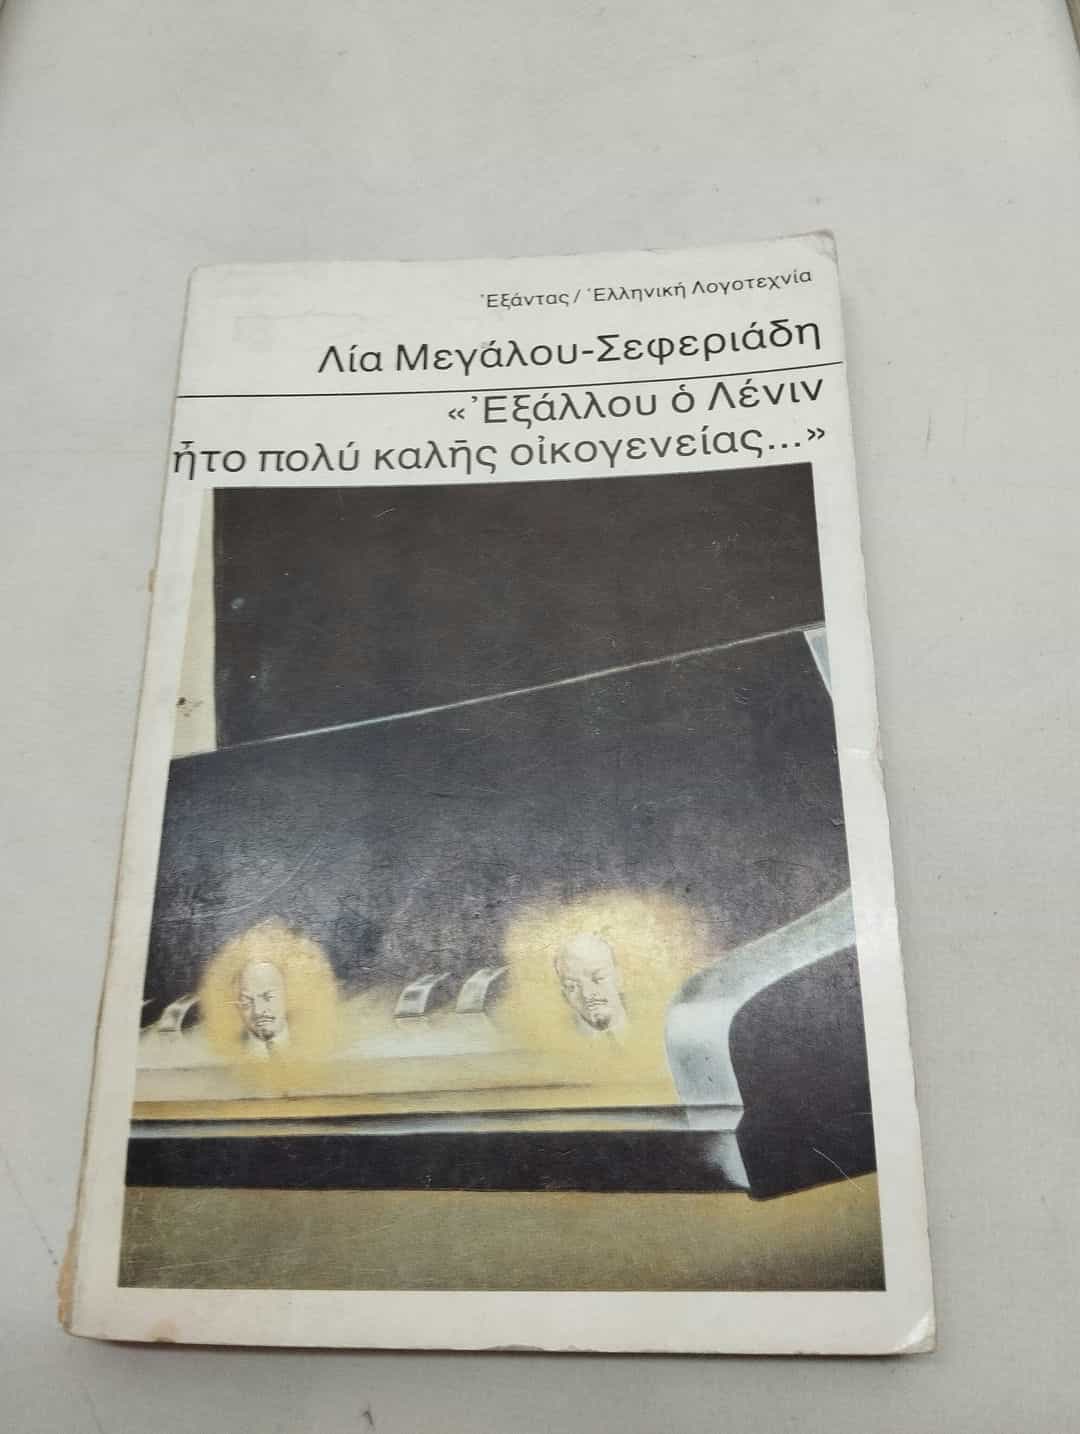 Ἐξάντας / Ἑλληνική Λογοτεχνία
Λία Μεγάλου-Σεφεριάδη
« Ἐξάλλου ὁ Λένιν
ἦτο πολύ καλῆς οἰκογενείας...»